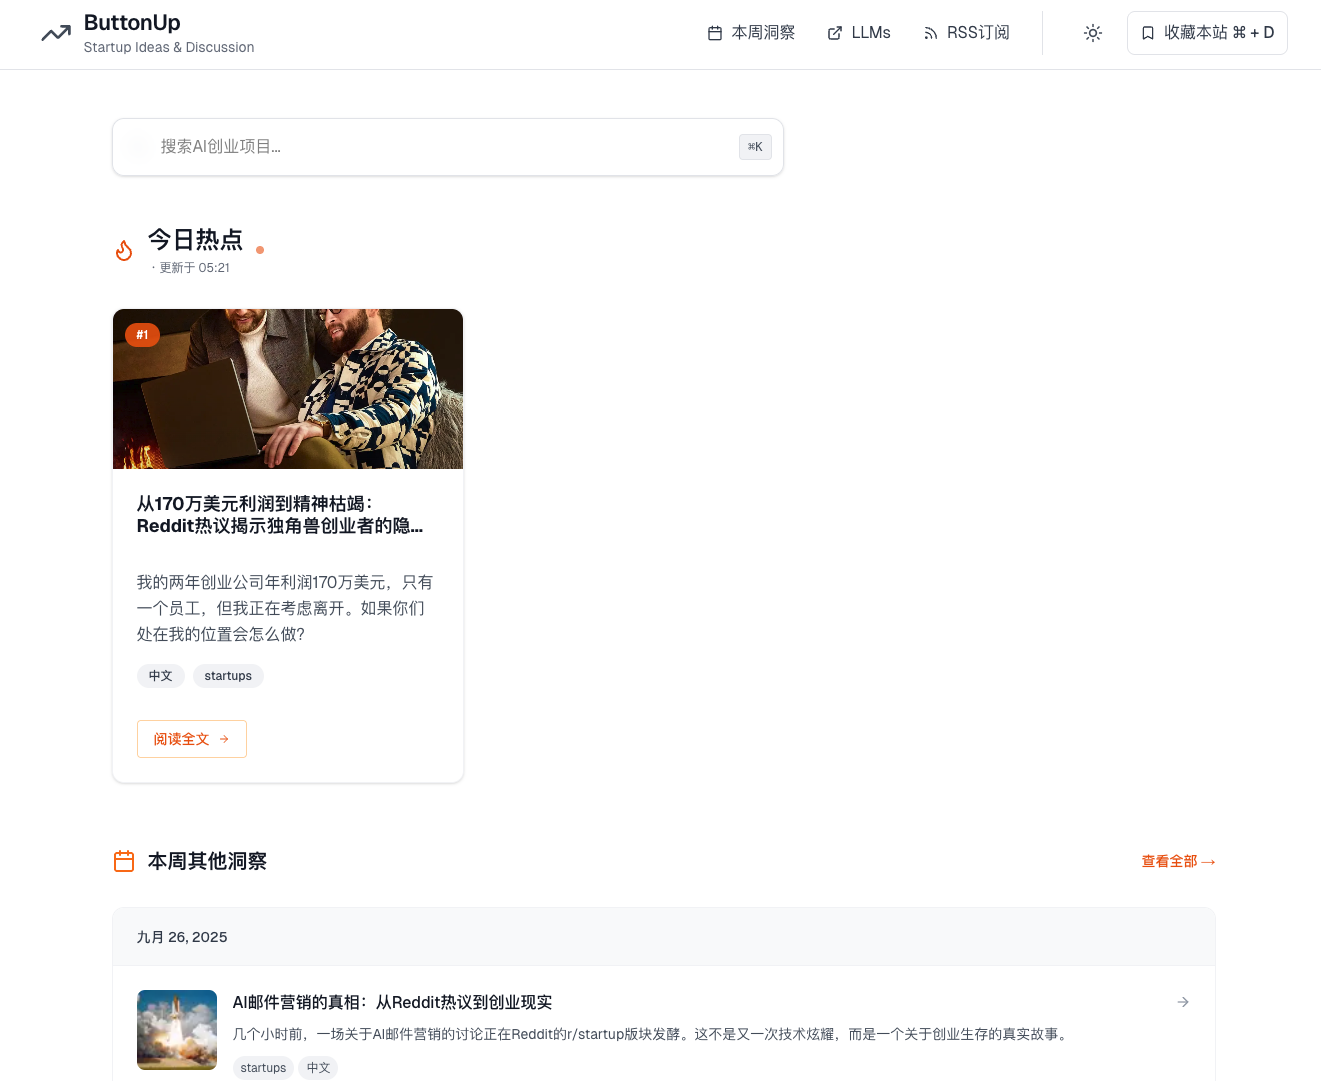 ButtonUp
Startup Ideas & Discussion
本周洞察
LLMs
RSS订阅
收藏本站 ⌘ + D
搜索AI创业项目...
⌘K
今日热点
· 更新于 05:21
#1
从170万美元利润到精神枯竭：
Reddit热议揭示独角兽创业者的隐...
我的两年创业公司年利润170万美元，只有
一个员工，但我正在考虑离开。如果你们
处在我的位置会怎么做？
中文
startups
阅读全文 →
本周其他洞察
查看全部 →
九月 26, 2025
AI邮件营销的真相：从Reddit热议到创业现实
几个小时前，一场关于AI邮件营销的讨论正在Reddit的r/startup版块发酵。这不是又一次技术炫耀，而是一个关于创业生存的真实故事。
startups
中文